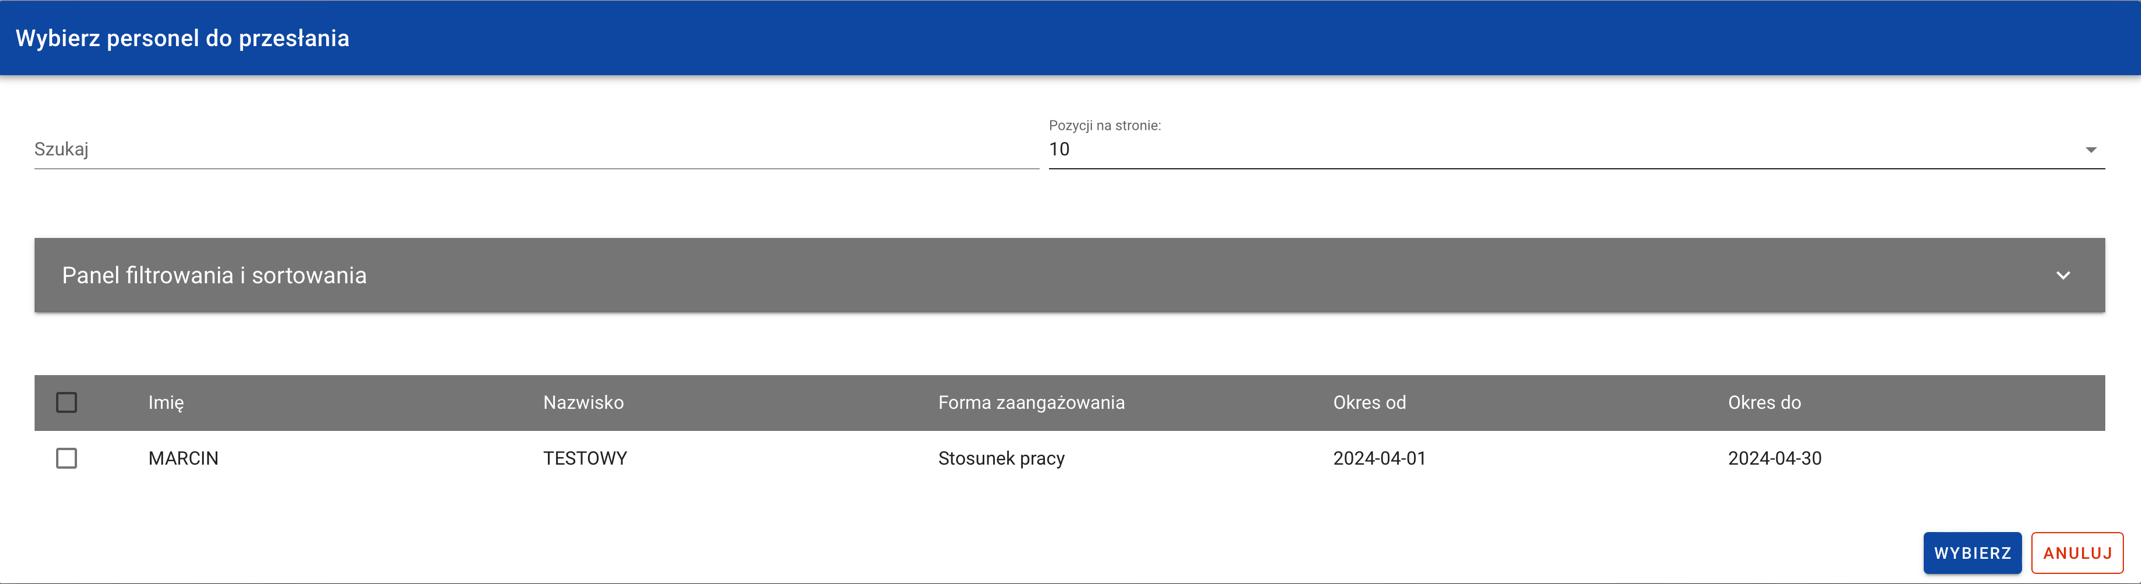 Wybierz personel do przesłania
Szukaj
Pozycji na stronie:
10
Panel filtrowania i sortowania
Imię Nazwisko Forma zaangażowania Okres od Okres do
MARCIN TESTOWY Stosunek pracy 2024-04-01 2024-04-30
WYBIERZ ANULUJ